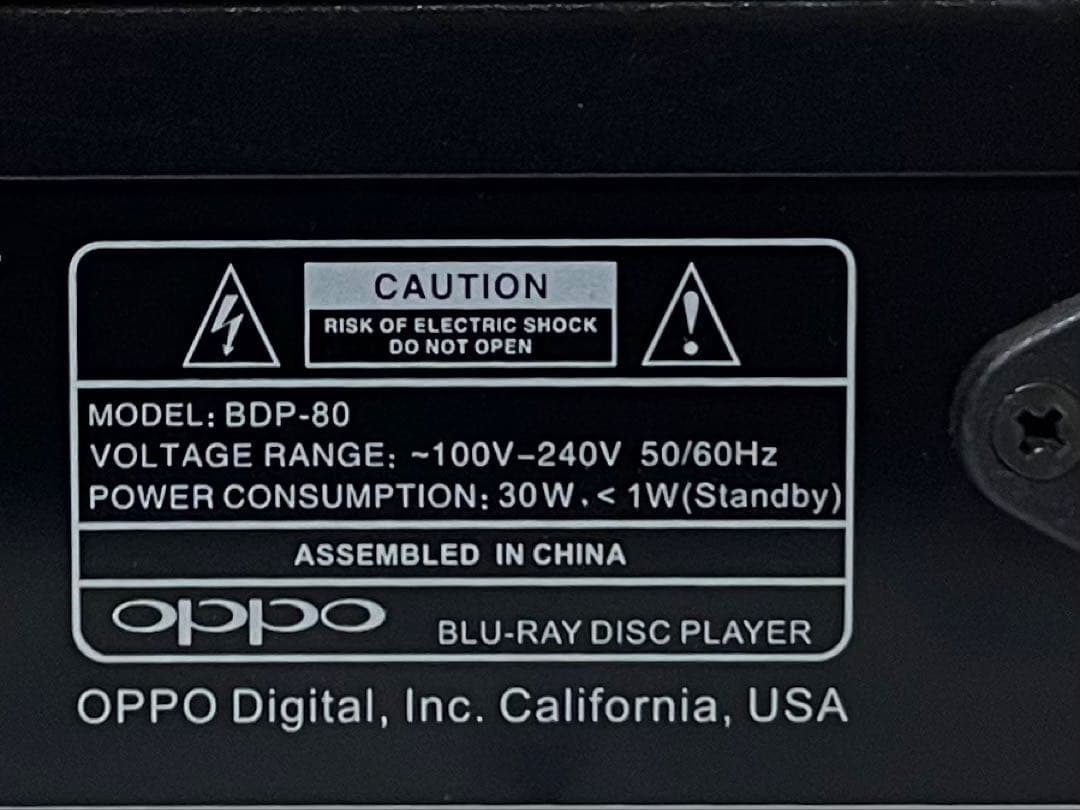 CAUTION
RISK OF ELECTRIC SHOCK
DO NOT OPEN
MODEL: BDP-80
VOLTAGE RANGE: ~100V-240V 50/60Hz
POWER CONSUMPTION: 30W. < 1W(Standby)
ASSEMBLED IN CHINA
oppo BLU-RAY DISC PLAYER
OPPO Digital, Inc. California, USA